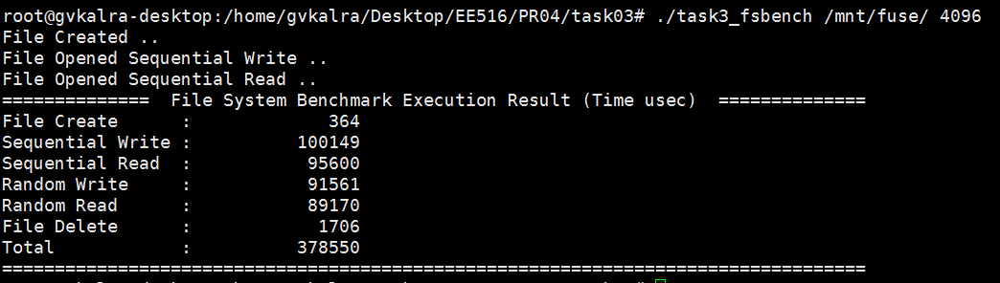 root@gvkalra-desktop:/home/gvkalra/Desktop/EE516/PR04/task03# ./task3_fsbench /mnt/fuse/ 4096
File Created ..
File Opened Sequential Write ..
File Opened Sequential Read ..
============== File System Benchmark Execution Result (Time usec) ==============
File Create : 364
Sequential Write : 100149
Sequential Read : 95600
Random Write : 91561
Random Read : 89170
File Delete : 1706
Total : 378550
==================================================================================